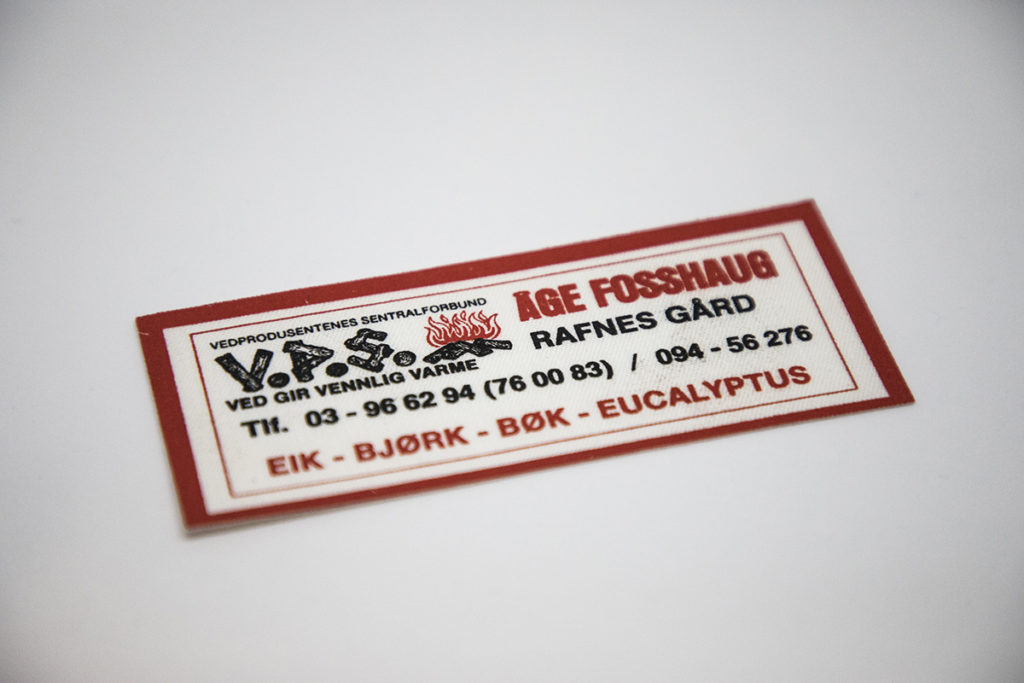 VEDPRODUSENTENES SENTRALFORBUND
V.P.S.
VED GIR VENNLIG VARME
ÅGE FOSSHAUG
RAFNES GÅRD
Tlf. 03 - 96 62 94 (76 00 83) / 094 - 56 276
EIK - BJØRK - BØK - EUCALYPTUS